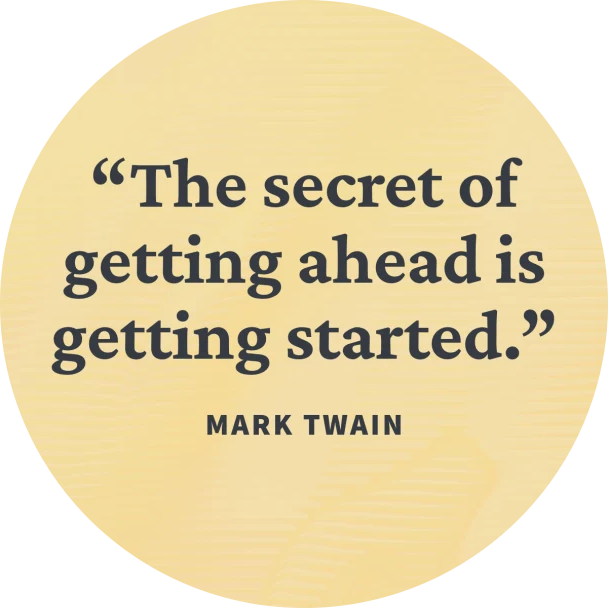 “The secret of
getting ahead is
getting started.”
MARK TWAIN